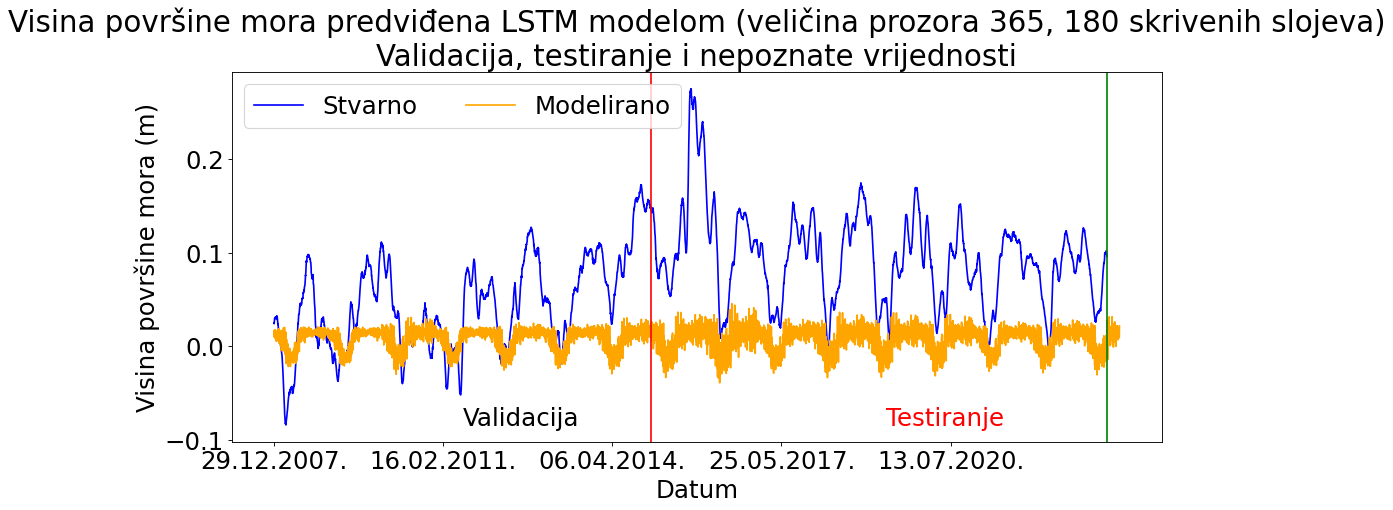 Visina površine mora predviđena LSTM modelom (veličina prozora 365, 180 skrivenih slojeva)
Validacija, testiranje i nepoznate vrijednosti
Stvarno Modelirano
Visina površine mora (m)
0.2
0.1
0.0
−0.1
Validacija Testiranje
29.12.2007. 16.02.2011. 06.04.2014. 25.05.2017. 13.07.2020.
Datum